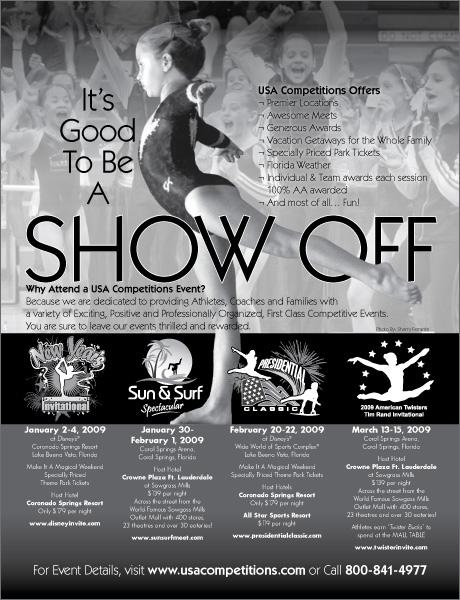 It's
Good
To Be
A
SHOW OFF
USA Competitions Offers
¬ Premier Locations
¬ Awesome Meets
¬ Generous Awards
¬ Vacation Getaways for the Whole Family
¬ Specially Priced Park Tickets
¬ Florida Weather
¬ Individual & Team awards each session
100% AA awarded
¬ And most of all... Fun!
DO NOT
Why Attend a USA Competitions Event?
Because we are dedicated to providing Athletes, Coaches and Families with
a variety of Exciting, Positive and Professionally Organized, First Class Competitive Events.
You are sure to leave our events thrilled and rewarded.
New Year's
Invitational
January 2-4, 2009
at Disney's®
Coronado Springs Resort
Lake Buena Vista, Florida
Make It A Magical Weekend
Specially Priced
Theme Park Tickets
Host Hotel
Coronado Springs Resort
Only $179 per night
www.disneyinvite.com
Sun & Surf
Spectacular
January 30-
February 1, 2009
Coral Springs Arena,
Coral Springs, Florida
Host Hotel
Crowne Plaza Ft. Lauderdale
at Sawgrass Mills
$139 per night
Across the street from the
World Famous Sawgrass Mills
Outlet Mall with 400 stores,
23 theatres and over 30 eateries!
www.sunsurfmeet.com
PRESIDENTIAL
CLASSIC
February 20-22, 2009
at Disney's®
Wide World of Sports Complex®
Lake Buena Vista, Florida
Make It A Magical Weekend
Specially Priced Theme Park Tickets
Host Hotels
Coronado Springs Resort
Only $179 per night
All Star Sports Resort
$119 per night
www.presidentialclassic.com
2009 American Twisters
Tim Rand Invitational
March 13-15, 2009
Coral Springs Arena,
Coral Springs, Florida
Host Hotel
Crowne Plaza Ft. Lauderdale
at Sawgrass Mills
$139 per night
Across the street from the
World Famous Sawgrass Mills
Outlet Mall with 400 stores,
23 theatres and over 30 eateries!
Athletes earn 'Twister Bucks' to
spend at the MALL TABLE
www.twisterinvite.com
For Event Details, visit www.usacompetitions.com or Call 800-841-4977